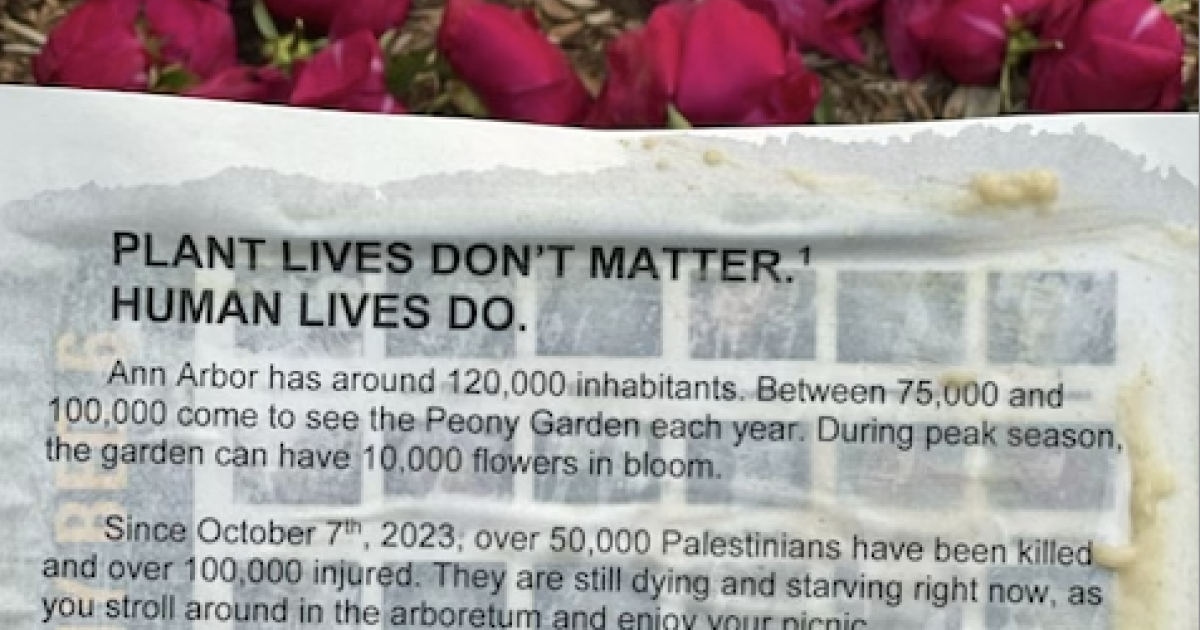 PLANT LIVES DON'T MATTER.¹
HUMAN LIVES DO.
Ann Arbor has around 120,000 inhabitants. Between 75,000 and
100,000 come to see the Peony Garden each year. During peak season,
the garden can have 10,000 flowers in bloom.
Since October 7th, 2023, over 50,000 Palestinians have been killed
and over 100,000 injured. They are still dying and starving right now, as
you stroll around in the arboretum and enjoy your picnic